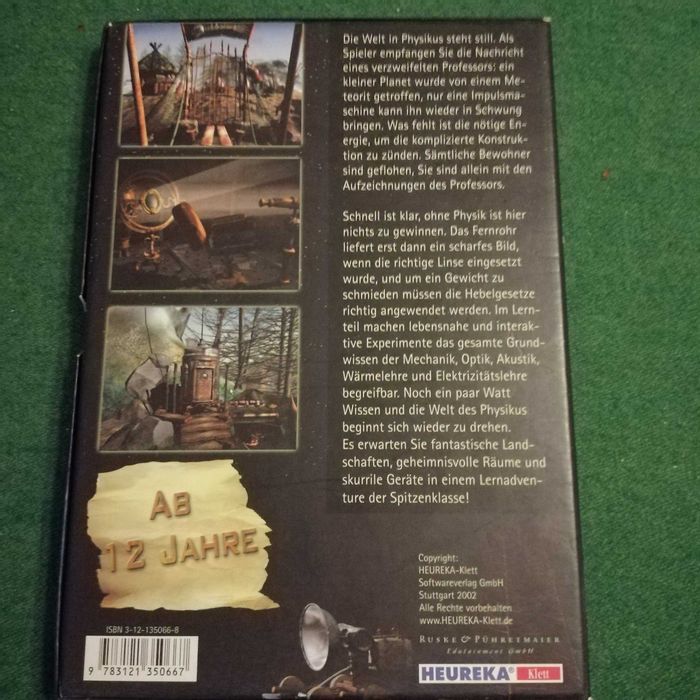 Die Welt in Physikus steht still. Als
Spieler empfangen Sie die Nachricht
eines verzweifelten Professors: ein
kleiner Planet wurde von einem Me-
teorit getroffen, nur eine Impulsma-
schine kann ihn wieder in Schwung
bringen. Was fehlt ist die nötige En-
ergie, um die komplizierte Konstruk-
tion zu zünden. Sämtliche Bewohner
sind geflohen, Sie sind allein mit den
Aufzeichnungen des Professors.
Schnell ist klar, ohne Physik ist hier
nichts zu gewinnen. Das Fernrohr
liefert erst dann ein scharfes Bild,
wenn die richtige Linse eingesetzt
wurde, und um ein Gewicht zu
schmieden müssen die Hebelgesetze
richtig angewendet werden. Im Lern-
teil machen lebensnahe und interak-
tive Experimente das gesamte Grund-
wissen der Mechanik, Optik, Akustik,
Wärmelehre und Elektrizitätslehre
begreifbar. Noch ein paar Watt
Wissen und die Welt des Physikus
beginnt sich wieder zu drehen.
Es erwarten Sie fantastische Land-
schaften, geheimnisvolle Räume und
skurrile Geräte in einem Lernadven-
ture der Spitzenklasse!
AB
12 JAHRE
Copyright:
HEUREKA-Klett
Softwareverlag GmbH
Stuttgart 2002
Alle Rechte vorbehalten
www.HEUREKA-Klett.de
ISBN 3-12-135066-8
9 783121 350667
RUSKE & PÜHRETMAIER
Edutainment GmbH
HEUREKA Klett